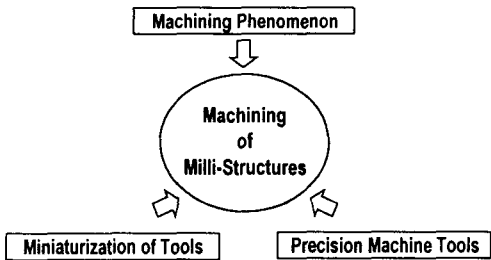 Machining Phenomenon
Machining
of
Milli-Structures
Miniaturization of Tools
Precision Machine Tools